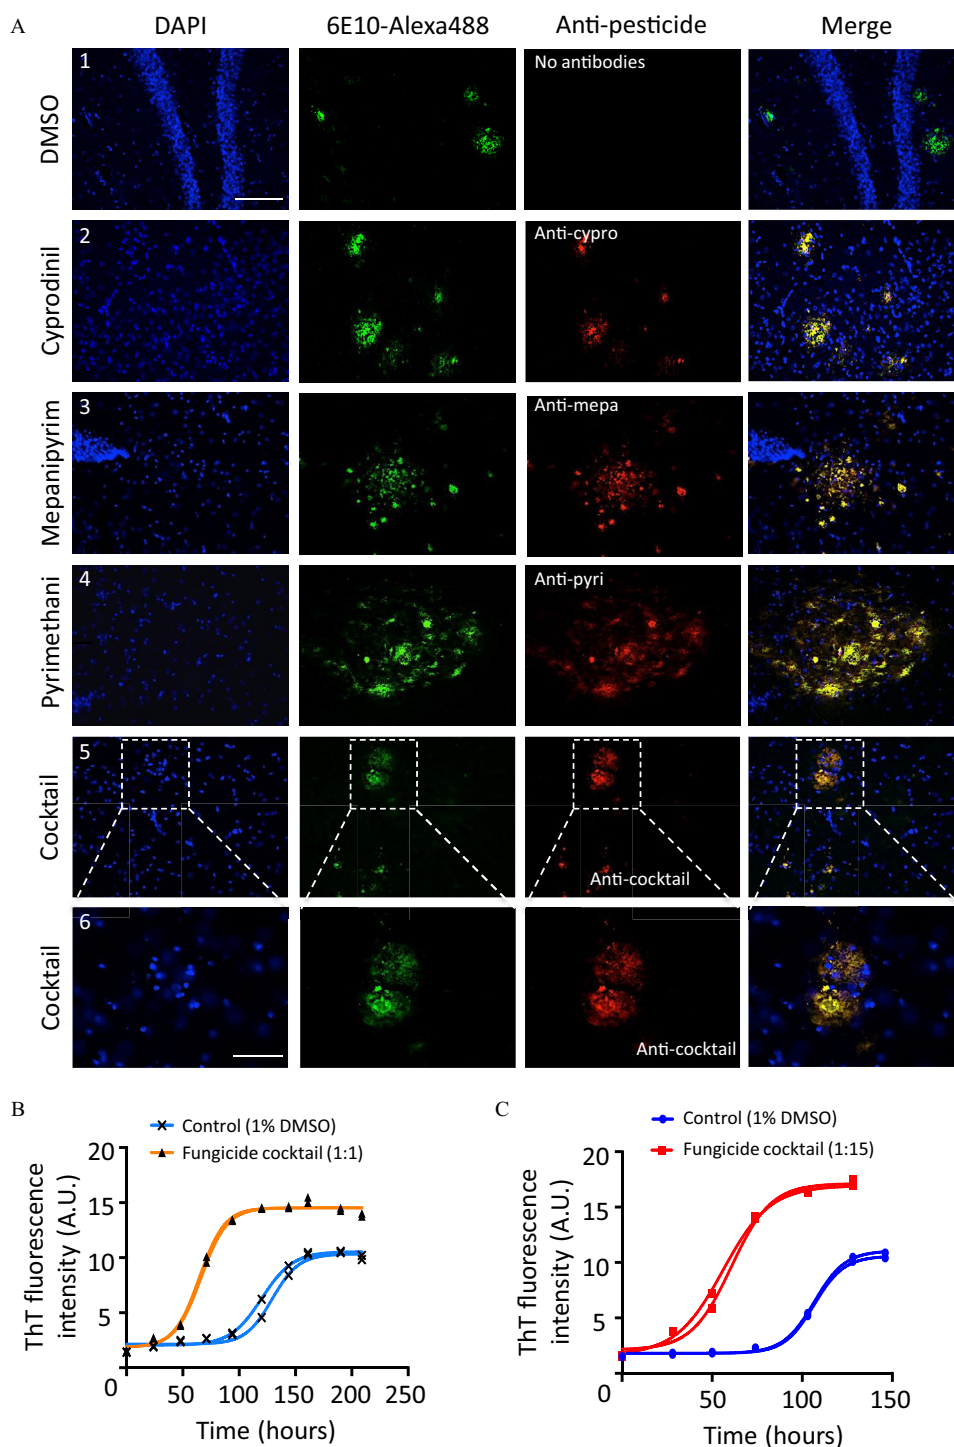 A
DAPI 6E10-Alexa488 Anti-pesticide Merge
DMSO
1
No antibodies
Cyprodinil
2
Anti-cypro
Mepanipyrim
3
Anti-mepa
Pyrimethani
4
Anti-pyri
Cocktail
5
Anti-cocktail
Cocktail
6
Anti-cocktail
B
Control (1% DMSO)
Fungicide cocktail (1:1)
ThT fluorescence
intensity (A.U.)
20
15
10
5
0
0 50 100 150 200 250
Time (hours)
C
Control (1% DMSO)
Fungicide cocktail (1:15)
ThT fluorescence
intensity (A.U.)
20
15
10
5
0
50 100 150
Time (hours)